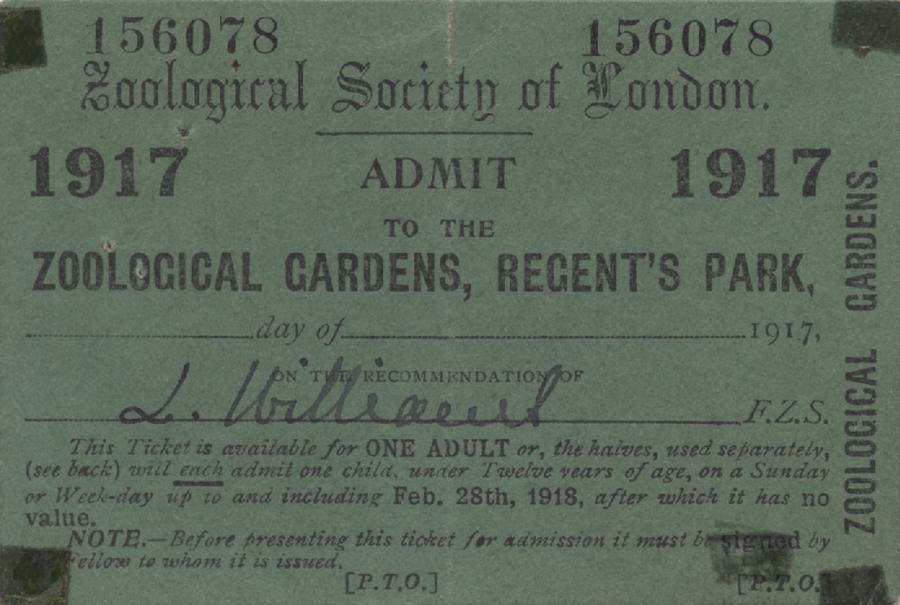 156078 156078
Zoological Society of London.
1917 ADMIT 1917
TO THE
ZOOLOGICAL GARDENS, REGENT'S PARK,
day of 1917,
ON THE RECOMMENDATION OF
L. Williams F.Z.S.
This Ticket is available for ONE ADULT or, the halves, used separately,
(see back) will each admit one child, under Twelve years of age, on a Sunday
or Week-day up to and including Feb. 28th, 1918, after which it has no
value.
NOTE.—Before presenting this ticket for admission it must be signed by
Fellow to whom it is issued.
[P.T.O.] [P.T.O.]
ZOOLOGICAL GARDENS.